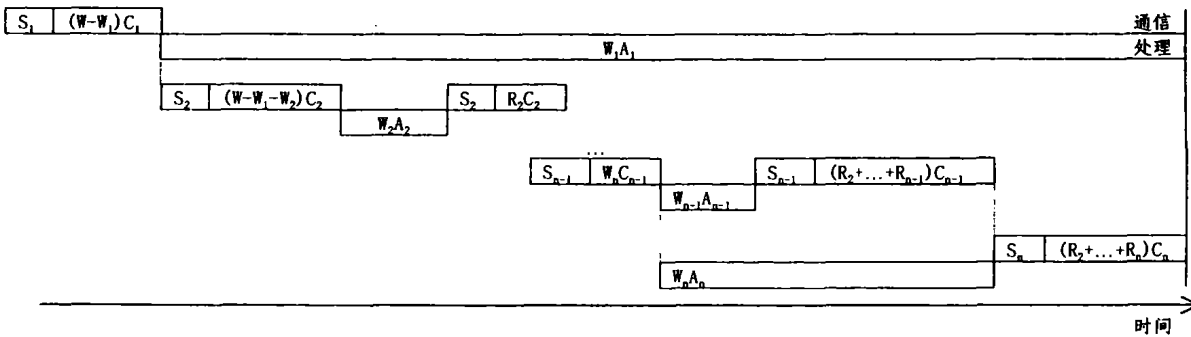 S₁ (W-W₁)C₁ 通信
W₁A₁ 处理
S₂ (W-W₁-W₂)C₂ S₂ R₂C₂
W₂A₂
...
Sₙ₋₁ WₙCₙ₋₁ Sₙ₋₁ (R₂+...+Rₙ₋₁)Cₙ₋₁
Wₙ₋₁Aₙ₋₁
Sₙ (R₂+...+Rₙ)Cₙ
WₙAₙ
时间